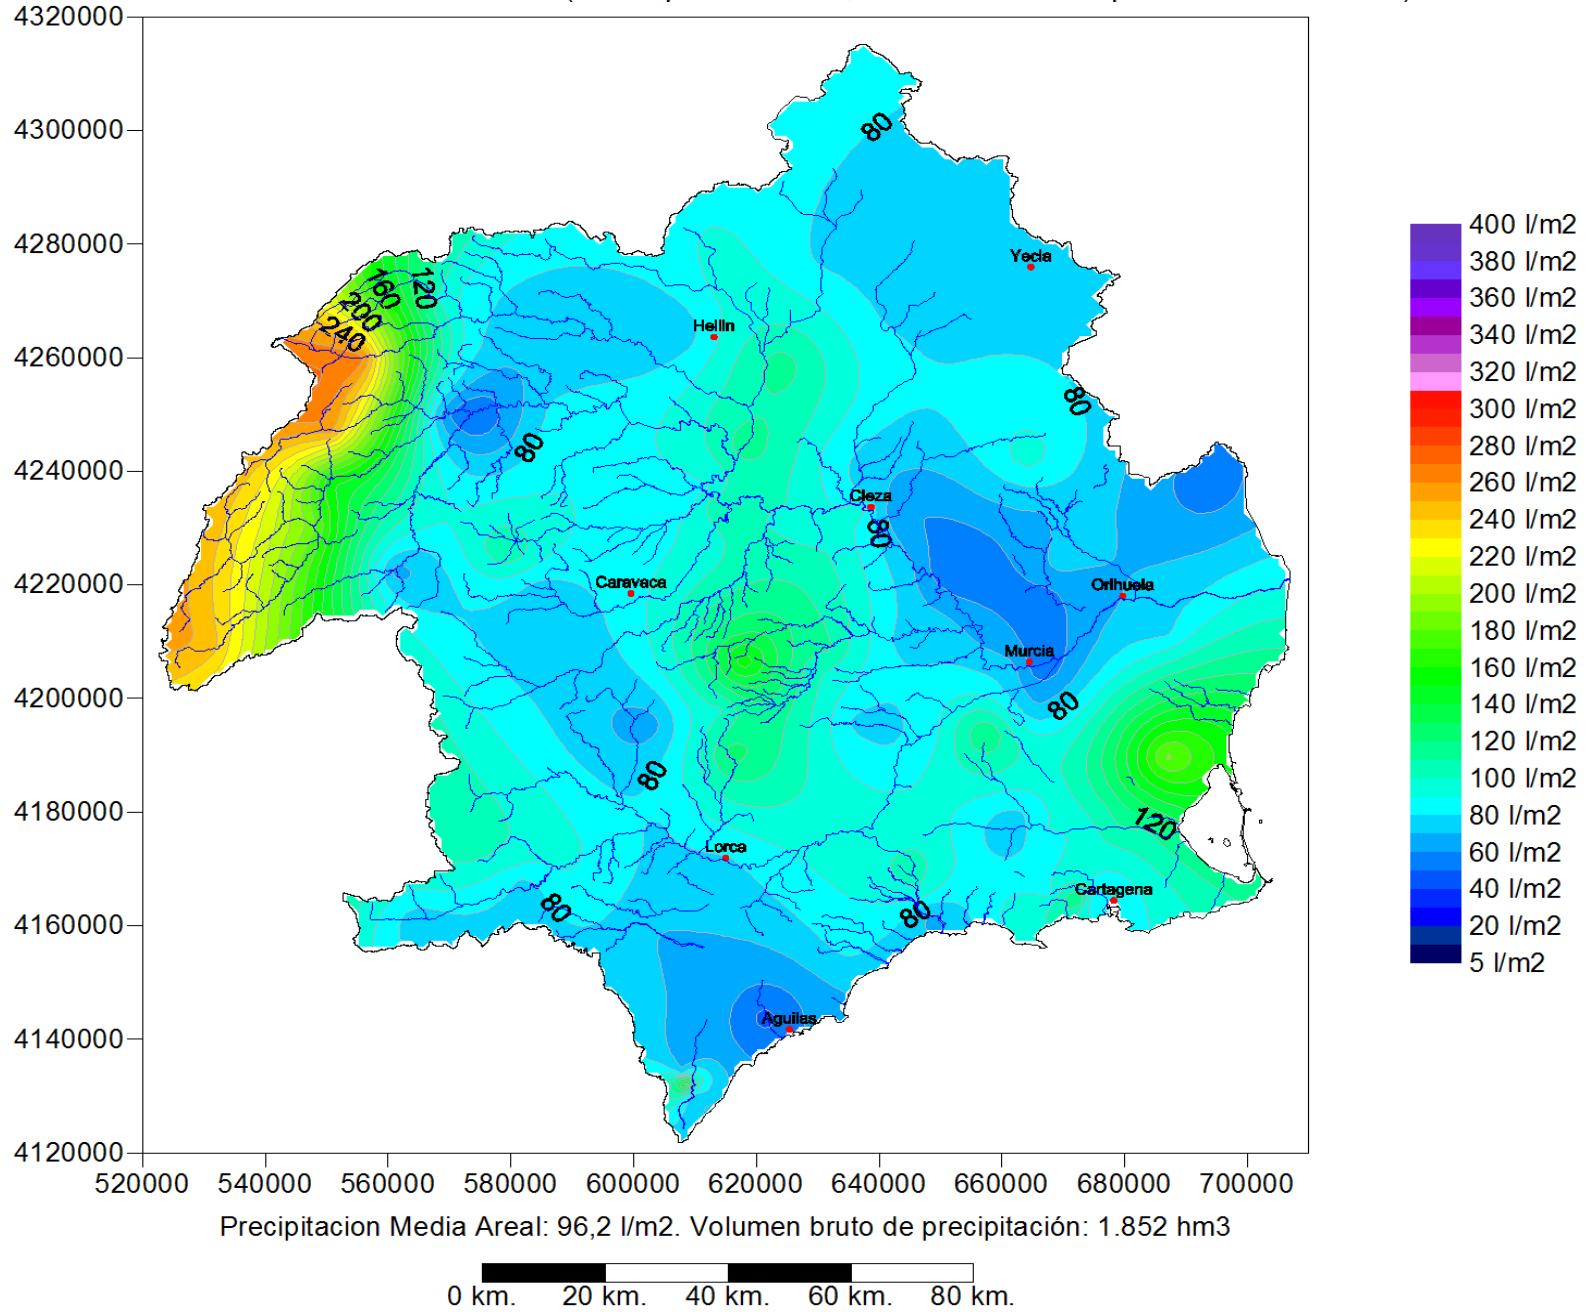 4320000
4300000
4280000
4260000
4240000
4220000
4200000
4180000
4160000
4140000
4120000
520000 540000 560000 580000 600000 620000 640000 660000 680000 700000
80
Yecla
120
160
200
240
Hellin
80
80
Cieza
80
Caravaca
Orihuela
Murcia
80
80
120
Lorca
Cartagena
80
80
Aguilas
400 l/m2
380 l/m2
360 l/m2
340 l/m2
320 l/m2
300 l/m2
280 l/m2
260 l/m2
240 l/m2
220 l/m2
200 l/m2
180 l/m2
160 l/m2
140 l/m2
120 l/m2
100 l/m2
80 l/m2
60 l/m2
40 l/m2
20 l/m2
5 l/m2
Precipitacion Media Areal: 96,2 l/m2. Volumen bruto de precipitación: 1.852 hm3
0 km. 20 km. 40 km. 60 km. 80 km.